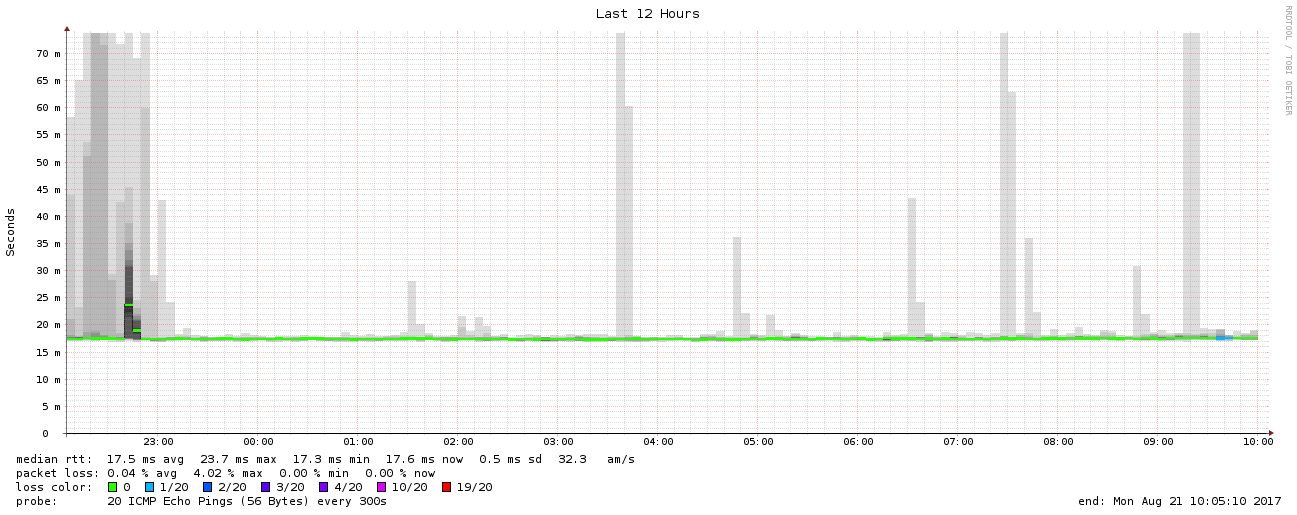 Last 12 Hours
RRDTOOL / TOBI OETIKER
Seconds
70 m
65 m
60 m
55 m
50 m
45 m
40 m
35 m
30 m
25 m
20 m
15 m
10 m
5 m
0
23:00 00:00 01:00 02:00 03:00 04:00 05:00 06:00 07:00 08:00 09:00 10:00
median rtt: 17.5 ms avg 23.7 ms max 17.3 ms min 17.6 ms now 0.5 ms sd 32.3 am/s
packet loss: 0.04 % avg 4.02 % max 0.00 % min 0.00 % now
loss color: 0 1/20 2/20 3/20 4/20 10/20 19/20
probe: 20 ICMP Echo Pings (56 Bytes) every 300s end: Mon Aug 21 10:05:10 2017